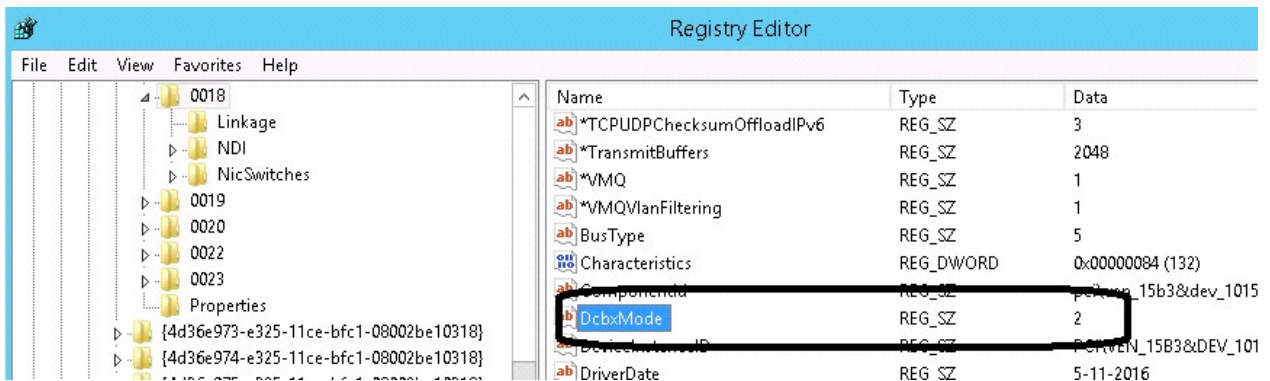 Registry Editor
File Edit View Favorites Help
0018
Linkage
NDI
NicSwitches
0019
0020
0022
0023
Properties
{4d36e973-e325-11ce-bfc1-08002be10318}
{4d36e974-e325-11ce-bfc1-08002be10318}
Name Type Data
*TCPUDPChecksumOffloadIPv6 REG_SZ 3
*TransmitBuffers REG_SZ 2048
*VMQ REG_SZ 1
*VMQVlanFiltering REG_SZ 1
BusType REG_SZ 5
Characteristics REG_DWORD 0x00000084 (132)
REG_SZ
DcbxMode REG_SZ 2
REG_SZ
DriverDate REG_SZ 5-11-2016